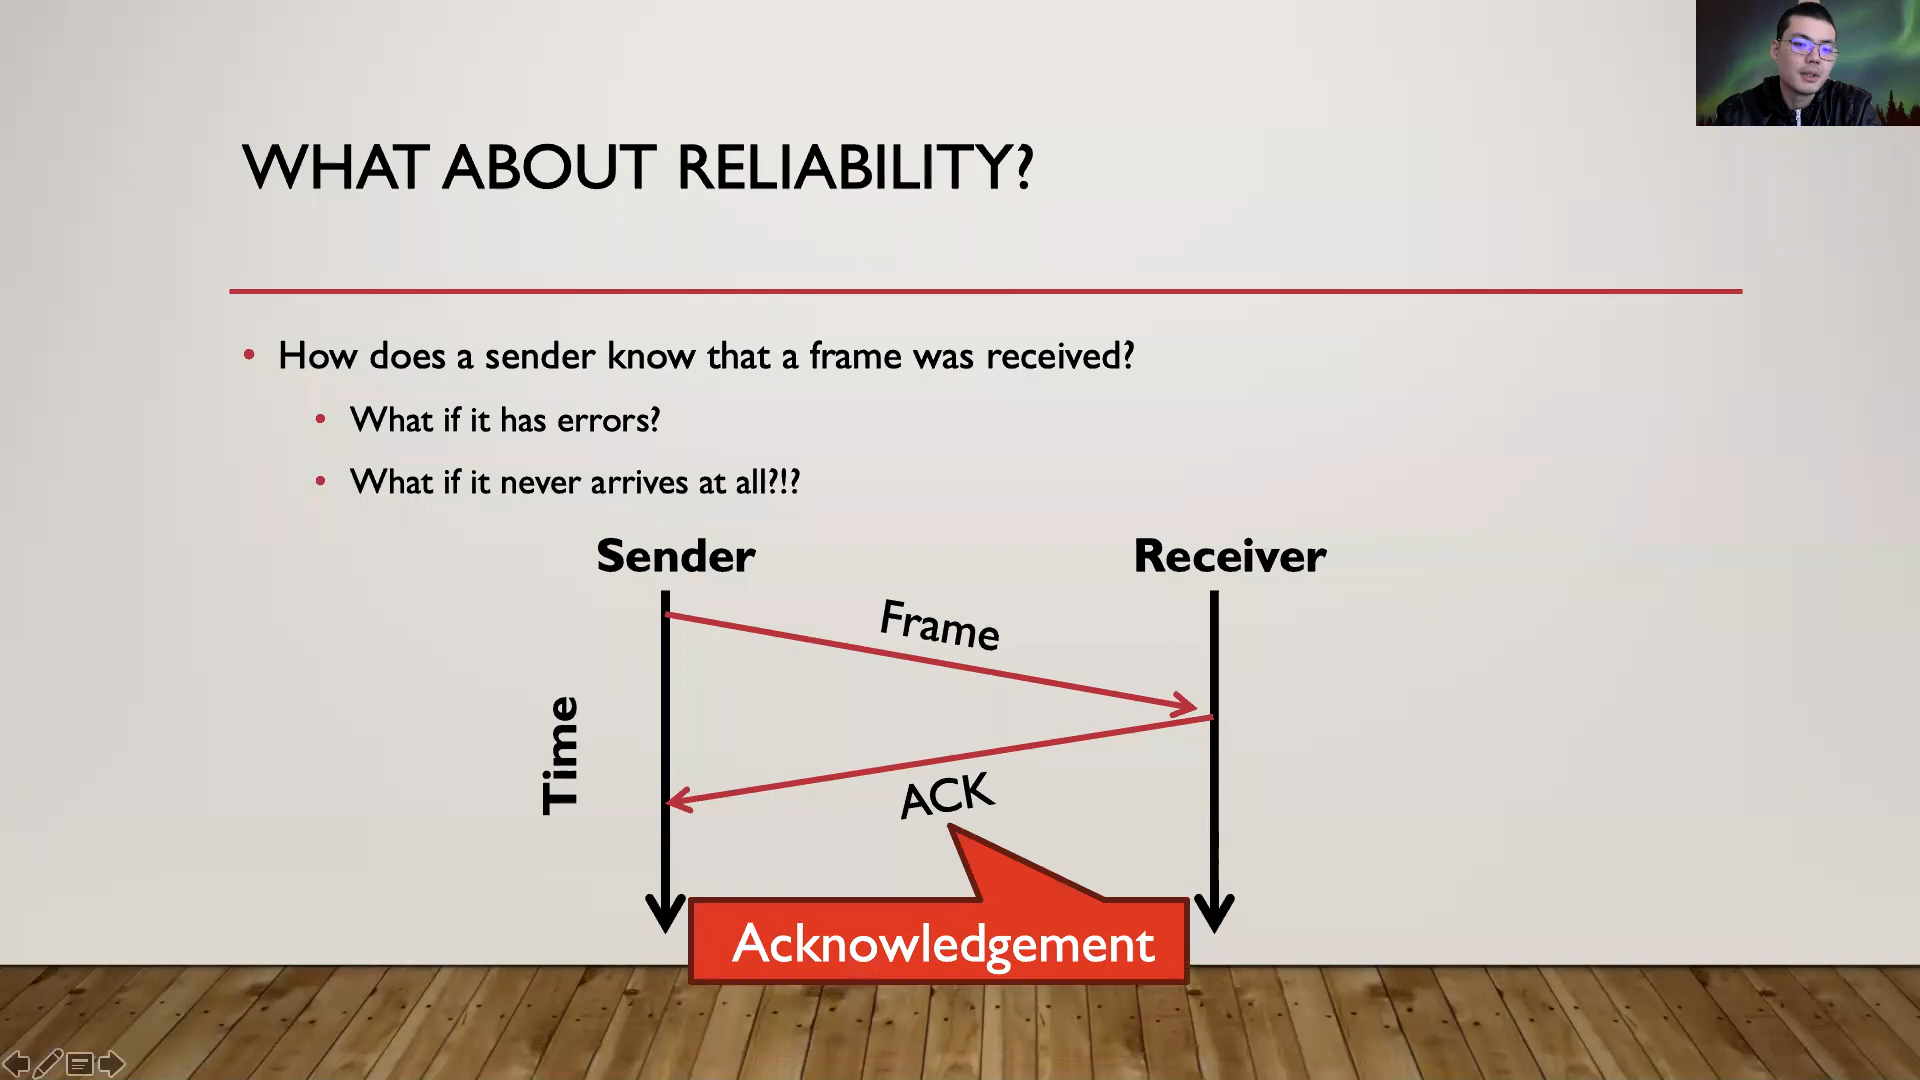 WHAT ABOUT RELIABILITY?
• How does a sender know that a frame was received?
• What if it has errors?
• What if it never arrives at all?!?
Sender
Receiver
Frame
Time
ACK
Acknowledgement